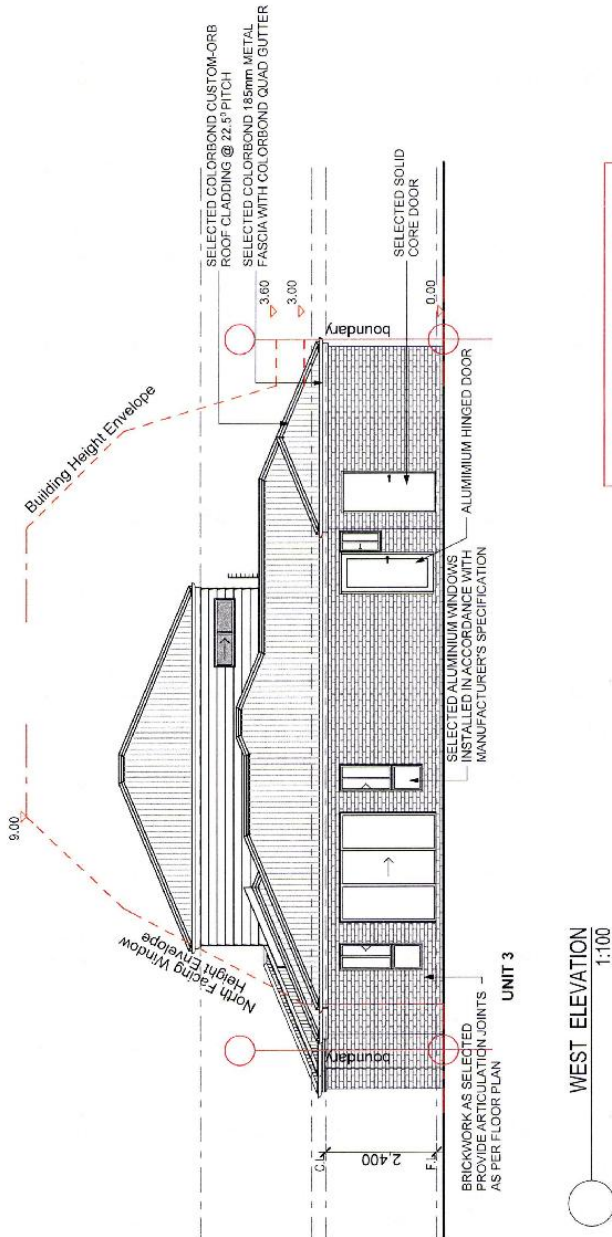 9.00
Building Height Envelope
SELECTED COLORBOND CUSTOM-ORB
ROOF CLADDING @ 22.5° PITCH
SELECTED COLORBOND 185mm METAL
FASCIA WITH COLORBOND QUAD GUTTER
3.60
3.00
North Facing Window
Height Envelope
boundary
boundary
SELECTED SOLID
CORE DOOR
0.00
C.L
2,400
F.L
ALUMIMIUM HINGED DOOR
SELECTED ALUMINIUM WINDOWS
INSTALLED IN ACCORDANCE WITH
MANUFACTURER'S SPECIFICATION
BRICKWORK AS SELECTED
PROVIDE ARTICULATION JOINTS
AS PER FLOOR PLAN
UNIT 3
WEST ELEVATION
1:100